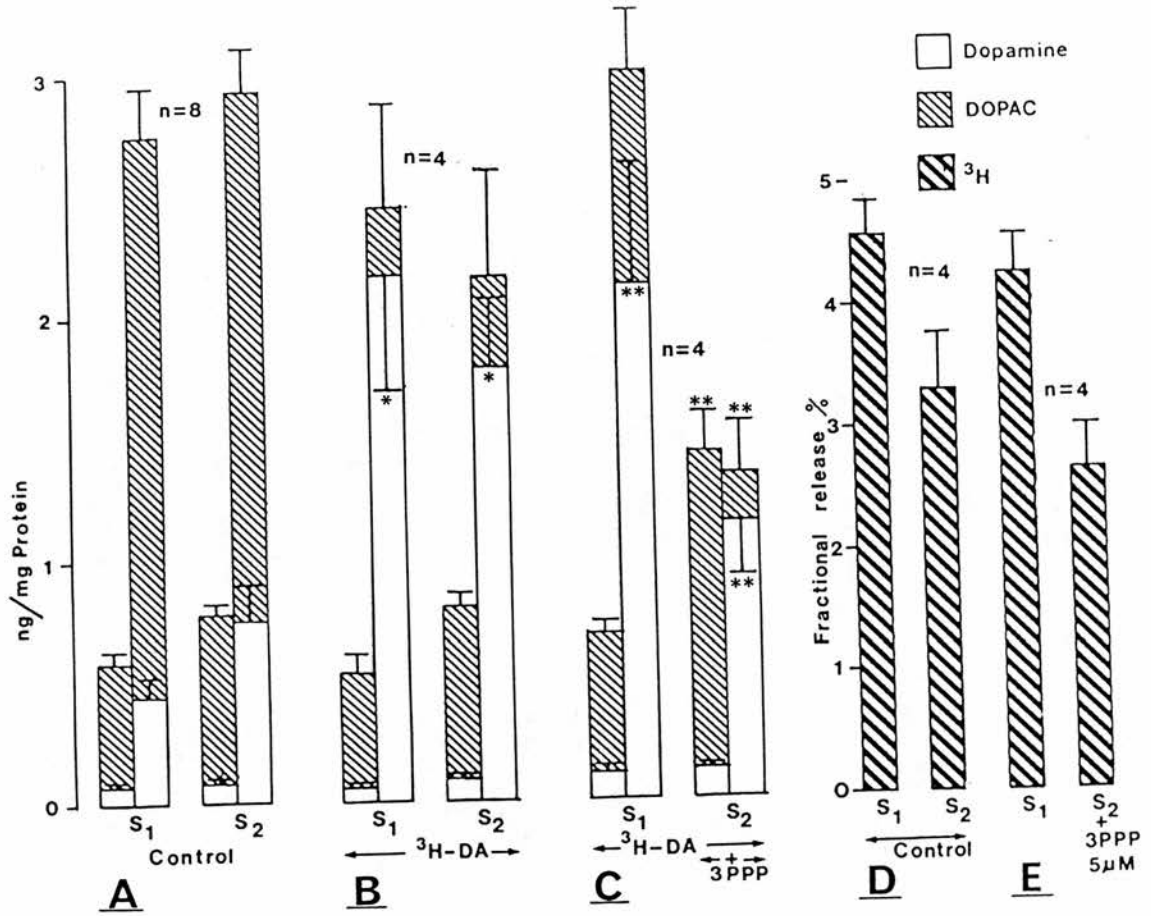 Dopamine
DOPAC
³H
3
2
1
0
ng/mg Protein
n=8
n=4
*
*
**
n=4
**
**
**
5
4
3
2
1
0
Fractional release %
n=4
n=4
S₁
S₂
Control
S₁
S₂
³H-DA
S₁
S₂
³H-DA
+
3PPP
S₁
S₂
Control
S₁
S₂
+
3PPP
5µM
A
B
C
D
E